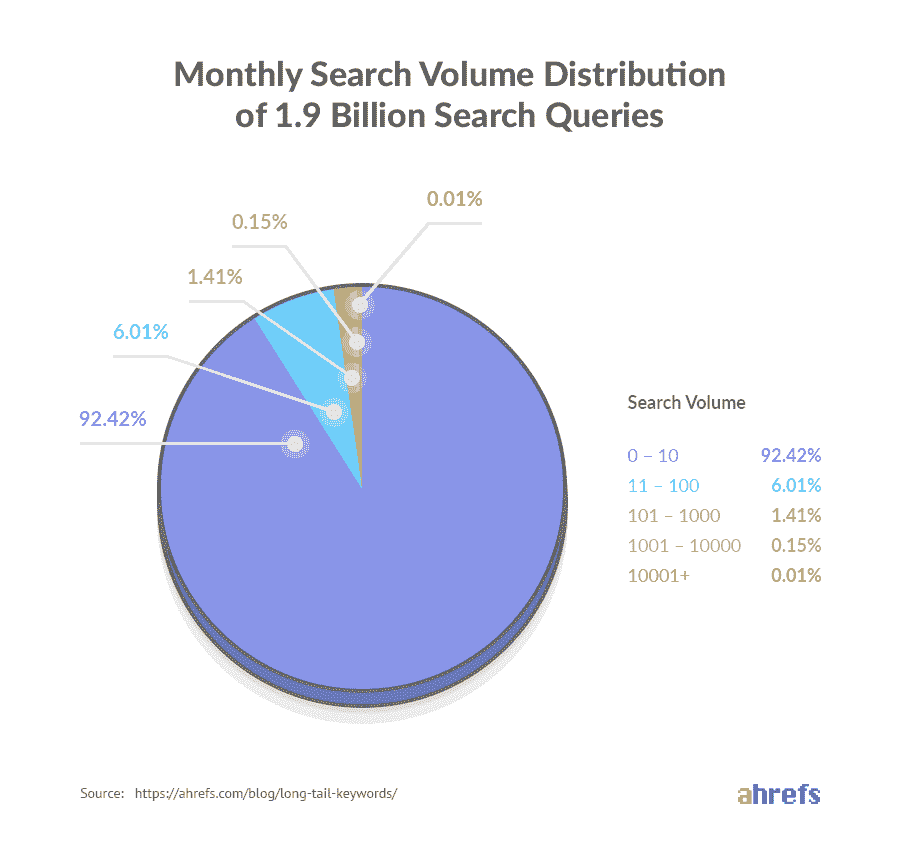 Monthly Search Volume Distribution
of 1.9 Billion Search Queries
0.01%
0.15%
1.41%
6.01%
92.42%
Search Volume
0 – 10 92.42%
11 – 100 6.01%
101 – 1000 1.41%
1001 – 10000 0.15%
10001+ 0.01%
Source: https://ahrefs.com/blog/long-tail-keywords/
ahrefs